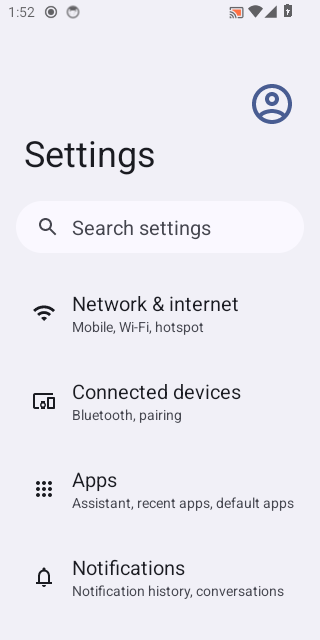 1:52
Settings
Search settings
Network & internet
Mobile, Wi-Fi, hotspot
Connected devices
Bluetooth, pairing
Apps
Assistant, recent apps, default apps
Notifications
Notification history, conversations